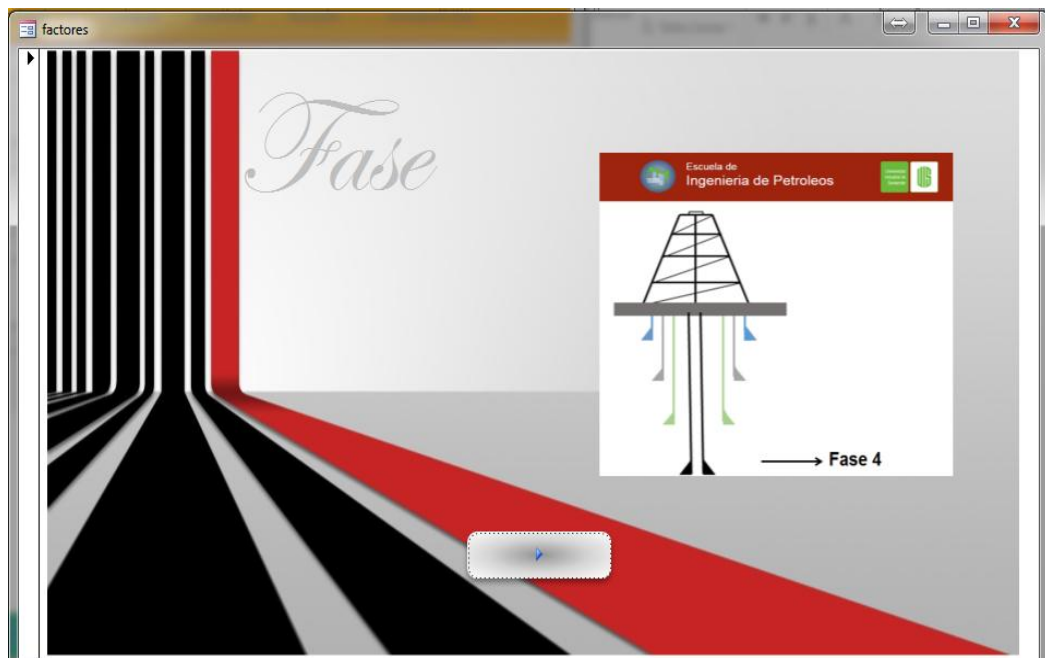 factores
Fase
Escuela de
Ingenieria de Petroleos
Fase 4